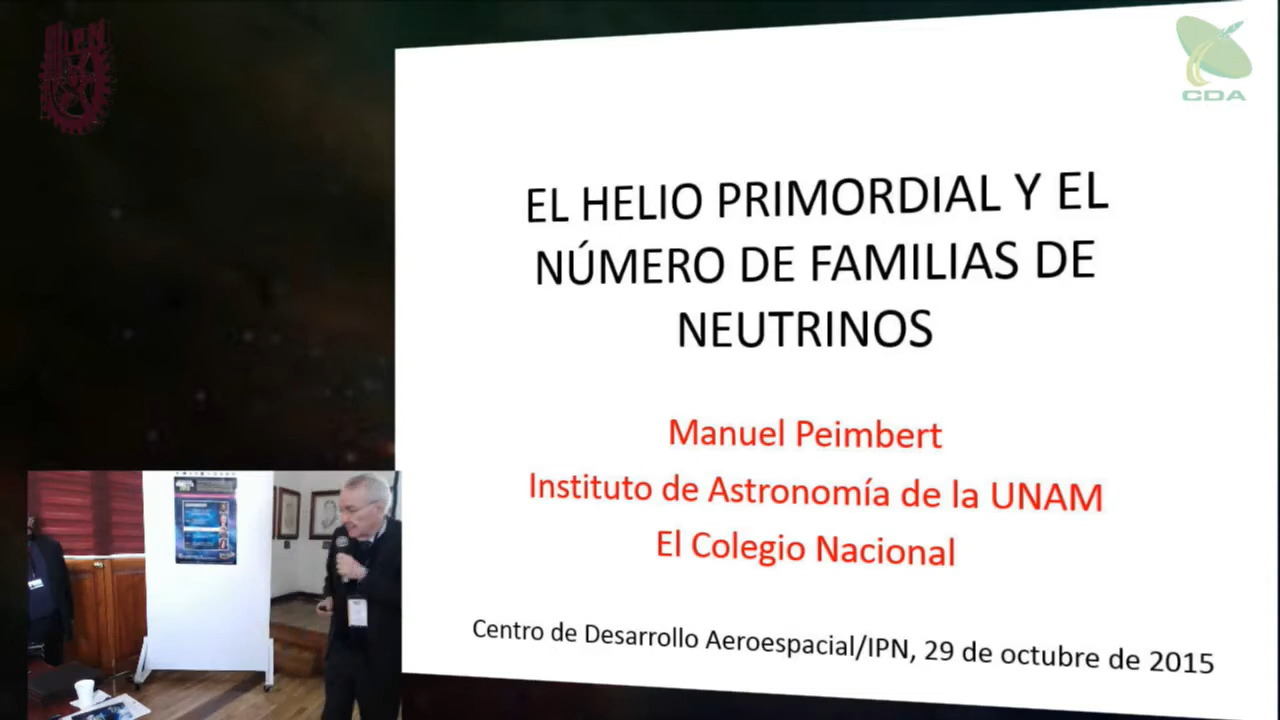 IPN
CDA
EL HELIO PRIMORDIAL Y EL
NÚMERO DE FAMILIAS DE
NEUTRINOS
Manuel Peimbert
Instituto de Astronomía de la UNAM
El Colegio Nacional
Centro de Desarrollo Aeroespacial/IPN, 29 de octubre de 2015